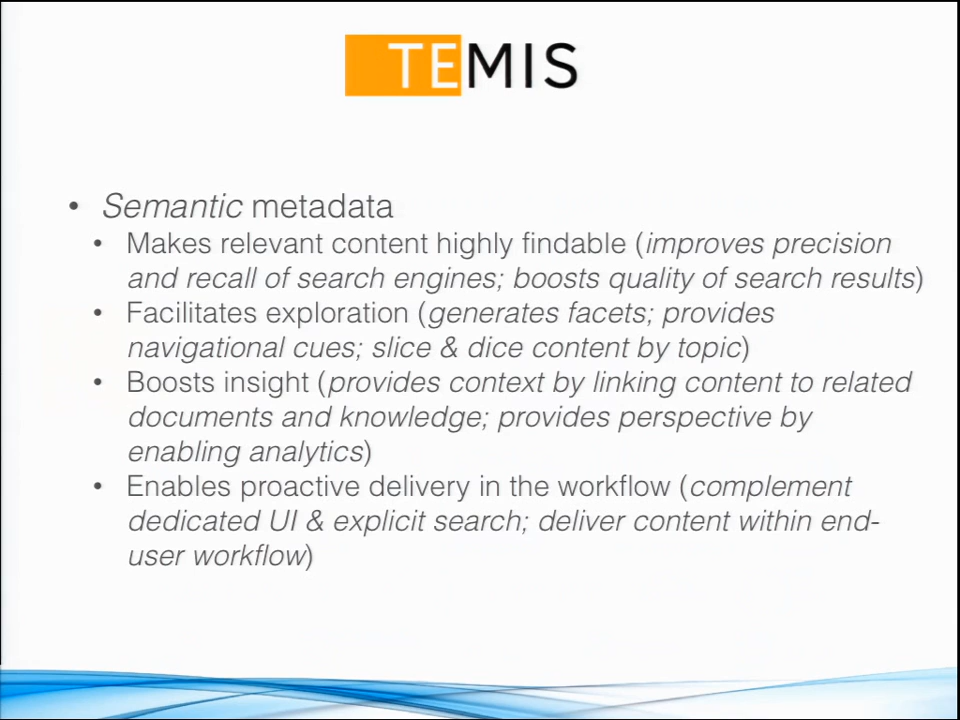 TEMIS
• Semantic metadata
• Makes relevant content highly findable (improves precision
and recall of search engines; boosts quality of search results)
• Facilitates exploration (generates facets; provides
navigational cues; slice & dice content by topic)
• Boosts insight (provides context by linking content to related
documents and knowledge; provides perspective by
enabling analytics)
• Enables proactive delivery in the workflow (complement
dedicated UI & explicit search; deliver content within end-
user workflow)